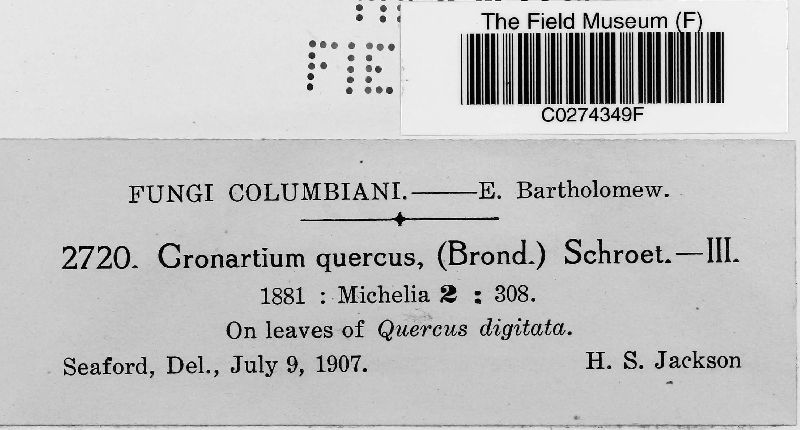 The Field Museum (F)
FIE
C0274349F
FUNGI COLUMBIANI.——E. Bartholomew.
2720. Cronartium quercus, (Brond.) Schroet.—III.
1881 : Michelia 2 : 308.
On leaves of Quercus digitata.
Seaford, Del., July 9, 1907. H. S. Jackson